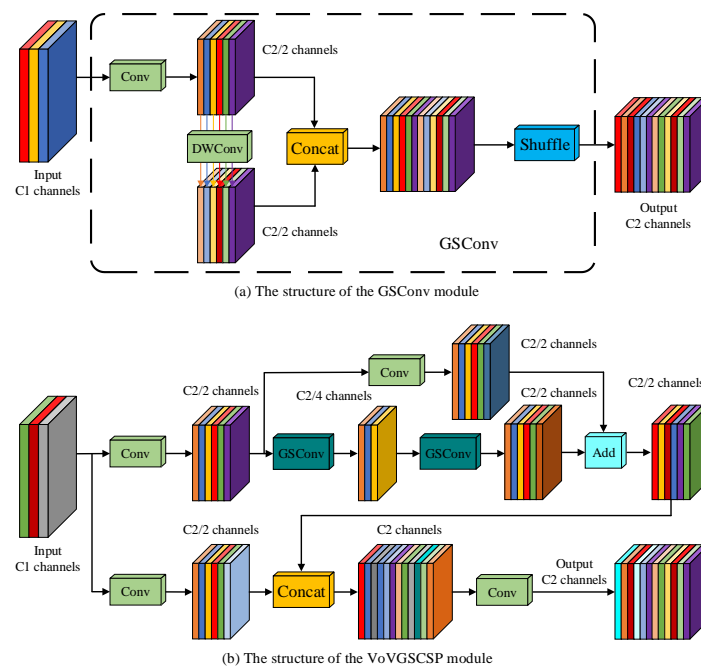 C2/2 channels
Conv
DWConv
Concat
Shuffle
Input
C1 channels
C2/2 channels
GSConv
Output
C2 channels
(a) The structure of the GSConv module
C2/2 channels
Conv
C2/2 channels
C2/4 channels
C2/2 channels
C2/2 channels
Conv
GSConv
GSConv
Add
C2/2 channels
C2 channels
Input
C1 channels
Conv
Concat
Conv
Output
C2 channels
(b) The structure of the VoVGSCSP module